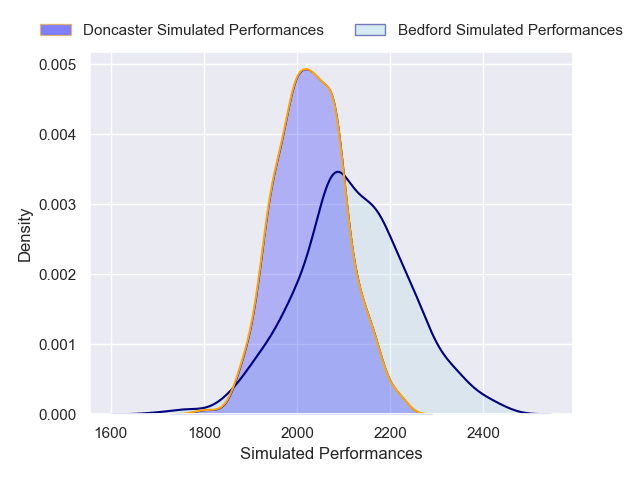 Doncaster Simulated Performances Bedford Simulated Performances
0.005
0.004
0.003
0.002
0.001
0.000
Density
1600 1800 2000 2200 2400
Simulated Performances